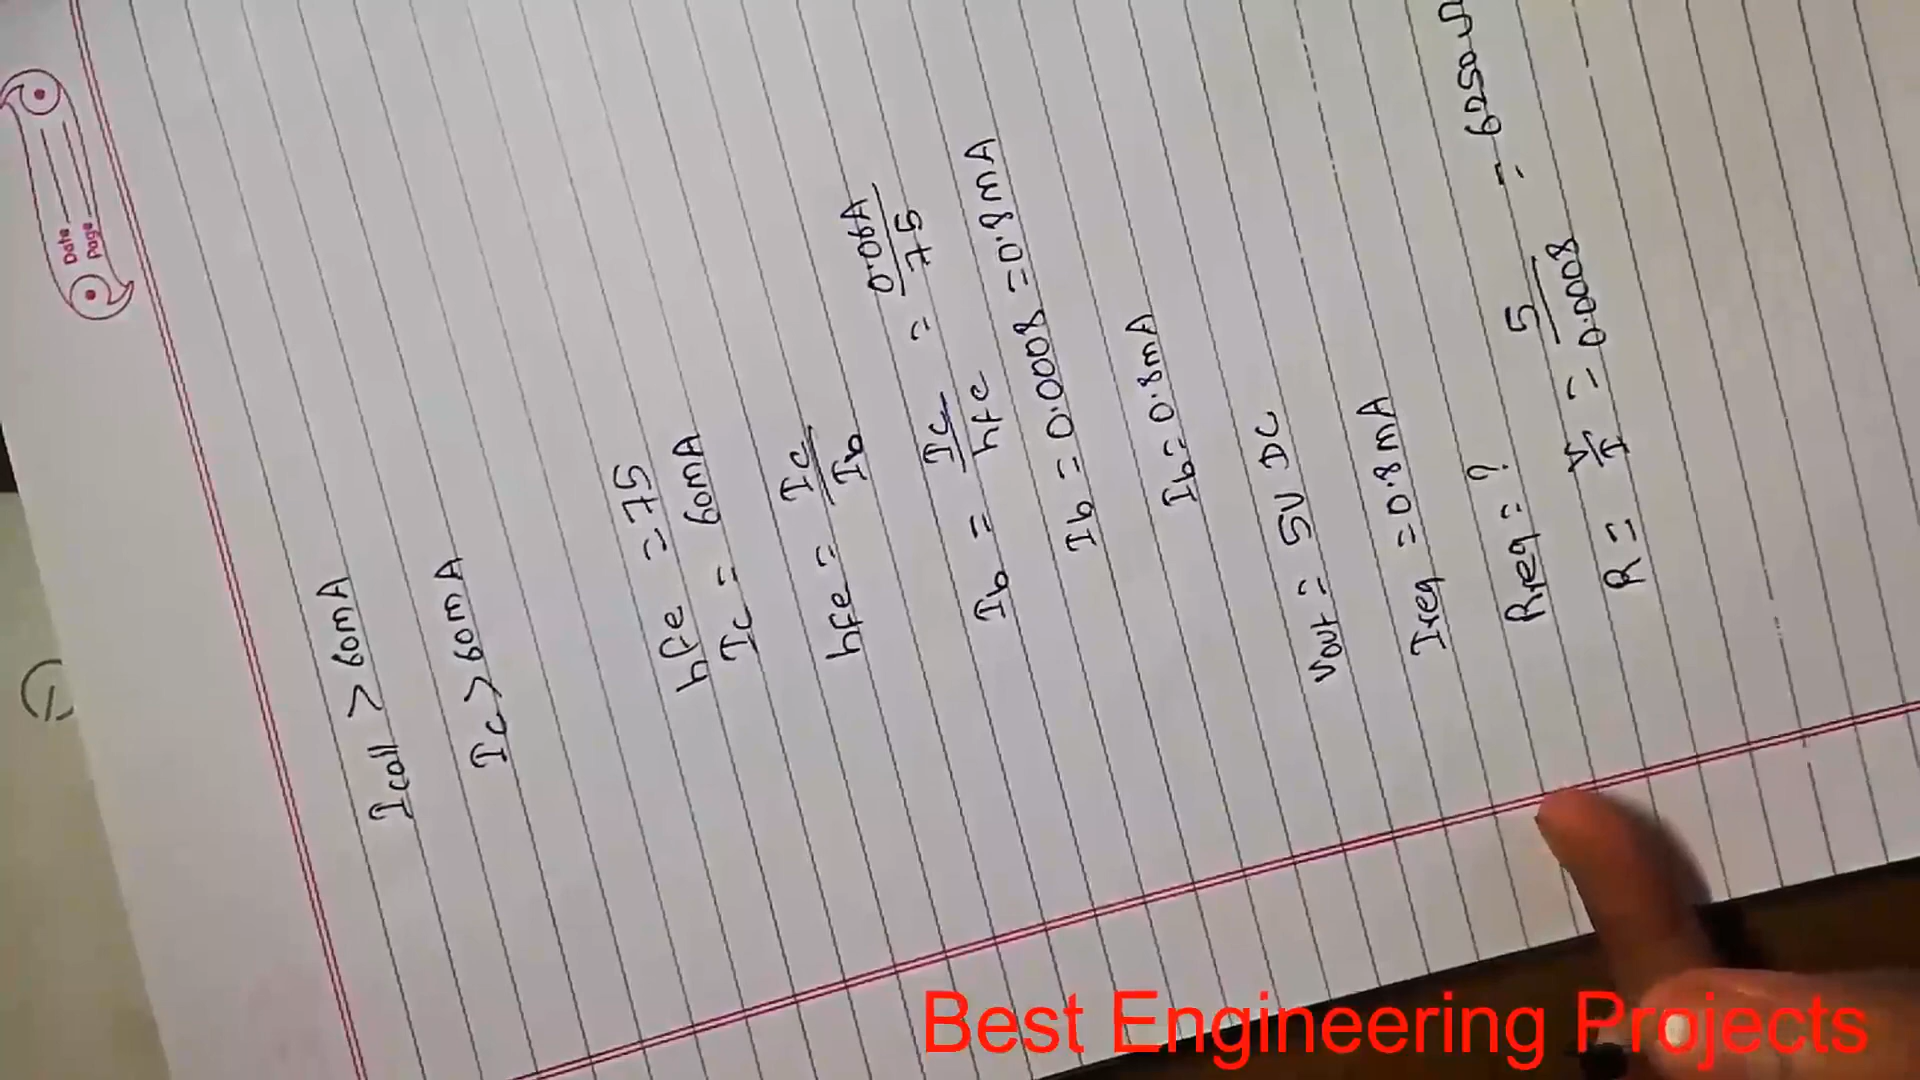 Date
Page
Icoil > 60mA
Ic > 60mA
hfe = 75
Ic = 60mA
hfe = Ic / Ib
Ib = Ic / hfe = 0.06A / 75
Ib = 0.0008 = 0.8mA
Ib = 0.8mA
Vout = 5V DC
Ireq = 0.8mA
Rreq = ?
R = V / I = 5 / 0.0008 = 6250
Best Engineering Projects